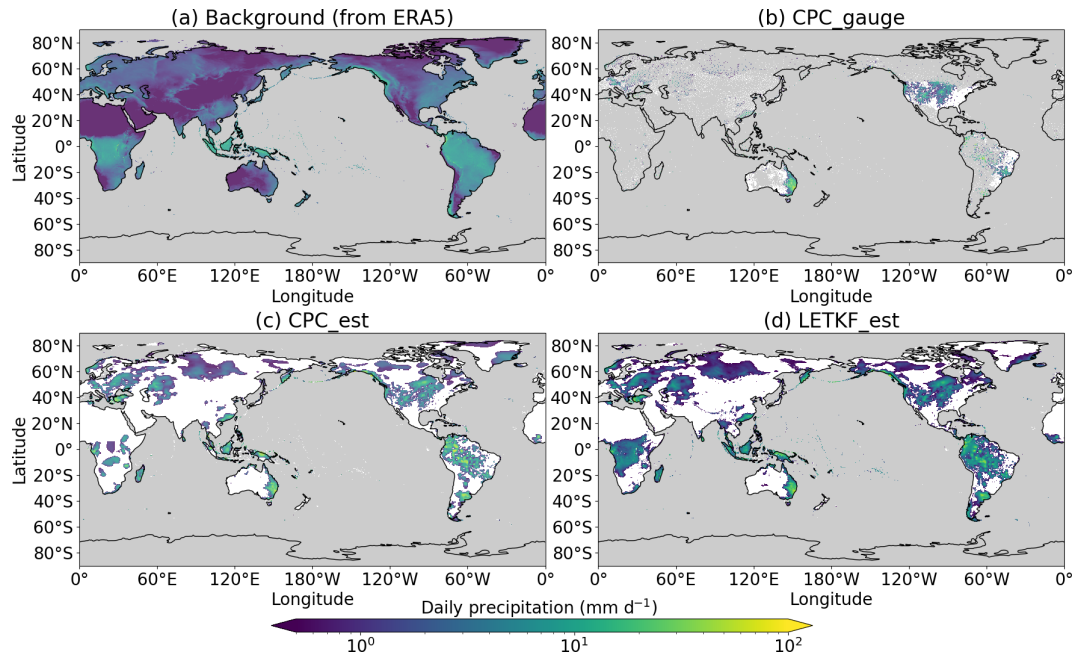 (a) Background (from ERA5)
(b) CPC_gauge
80°N
60°N
40°N
20°N
0°
20°S
40°S
60°S
80°S
Latitude
0°
60°E
120°E
180°W
120°W
60°W
0°
Longitude
80°N
60°N
40°N
20°N
0°
20°S
40°S
60°S
80°S
0°
60°E
120°E
180°W
120°W
60°W
0°
Longitude
(c) CPC_est
(d) LETKF_est
80°N
60°N
40°N
20°N
0°
20°S
40°S
60°S
80°S
Latitude
0°
60°E
120°E
180°W
120°W
60°W
0°
Longitude
80°N
60°N
40°N
20°N
0°
20°S
40°S
60°S
80°S
0°
60°E
120°E
180°W
120°W
60°W
0°
Longitude
Daily precipitation (mm d⁻¹)
10⁰ 10¹ 10²